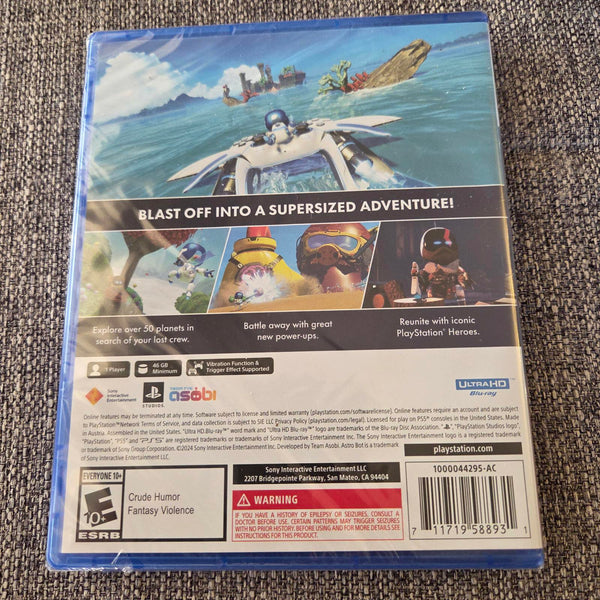 BLAST OFF INTO A SUPERSIZED ADVENTURE!
Explore over 50 planets in
search of your lost crew.
Battle away with great
new power-ups.
Reunite with iconic
PlayStation® Heroes.
1 Player
46 GB
Minimum
Vibration Function &
Trigger Effect Supported
Sony
Interactive
Entertainment
PlayStation
STUDIOS
asobi
ULTRA HD
Blu-ray
Online features may be terminated at any time. Software subject to license and limited warranty (playstation.com/softwarelicense). Online features require an account and are subject
to PlayStation™Network Terms of Service, and data collection is subject to SIE LLC Privacy Policy (playstation.com/legal). Licensed for play on PS5® consoles in the United States. Made
in Austria. Assembled in the United States. "Ultra HD Blu-ray™" word mark and "Ultra HD Blu-ray™" logo are trademarks of the Blu-ray Disc Association. "PlayStation Studios logo",
"PlayStation", "PS5" and "PS5" are registered trademarks or trademarks of Sony Interactive Entertainment Inc. The Sony Interactive Entertainment logo is a registered trademark
or trademark of Sony Group Corporation. ©2024 Sony Interactive Entertainment Inc. Developed by Team Asobi. Astro Bot is a trademark of Sony Interactive Entertainment Inc.
playstation.com
EVERYONE 10+
E
10+
ESRB
Crude Humor
Fantasy Violence
Sony Interactive Entertainment LLC
2207 Bridgepointe Parkway, San Mateo, CA 94404
WARNING
IF YOU HAVE A HISTORY OF EPILEPSY OR SEIZURES, CONSULT A
DOCTOR BEFORE USE. CERTAIN PATTERNS MAY TRIGGER SEIZURES
WITH NO PRIOR HISTORY. BEFORE USING AND FOR MORE DETAILS SEE
INSTRUCTIONS FOR THIS PRODUCT.
1000044295-AC
7 11719 58893 1